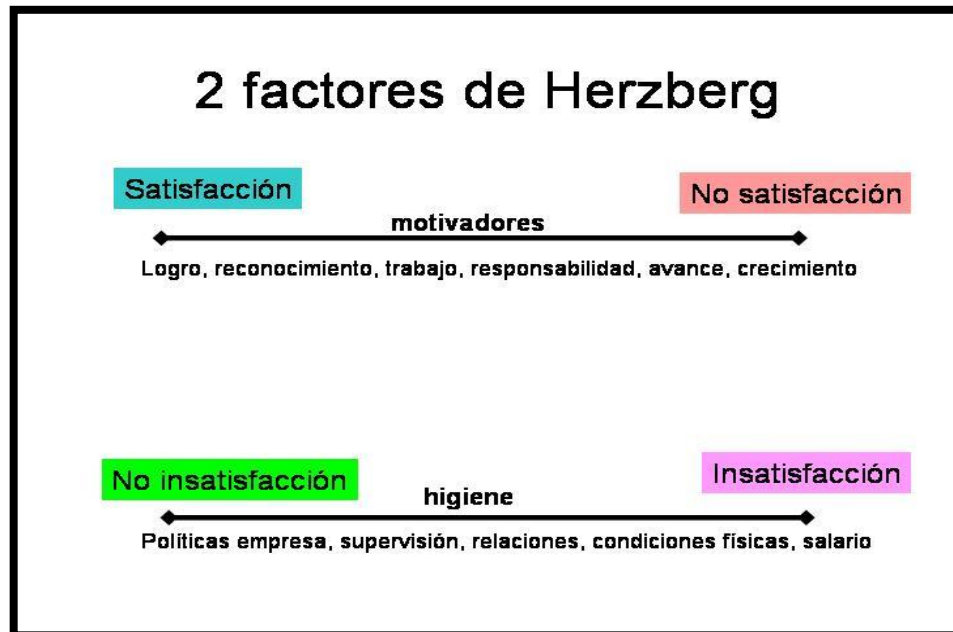 2 factores de Herzberg
Satisfacción
No satisfacción
motivadores
Logro, reconocimiento, trabajo, responsabilidad, avance, crecimiento
No insatisfacción
Insatisfacción
higiene
Políticas empresa, supervisión, relaciones, condiciones físicas, salario